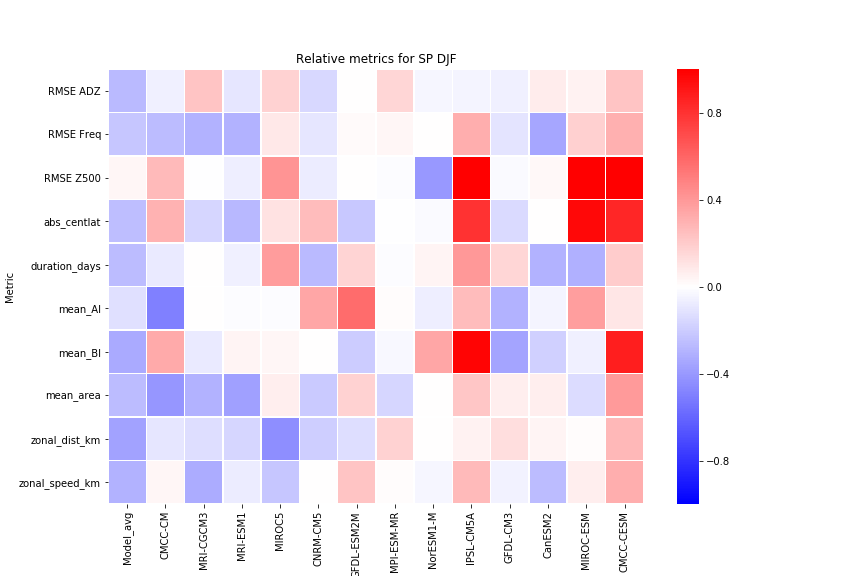 Relative metrics for SP DJF
Metric
RMSE ADZ
RMSE Freq
RMSE Z500
abs_centlat
duration_days
mean_AI
mean_BI
mean_area
zonal_dist_km
zonal_speed_km
Model_avg
CMCC-CM
MRI-CGCM3
MRI-ESM1
MIROC5
CNRM-CM5
GFDL-ESM2M
MPI-ESM-MR
NorESM1-M
IPSL-CM5A
GFDL-CM3
CanESM2
MIROC-ESM
CMCC-CESM
0.8
0.4
0.0
−0.4
−0.8